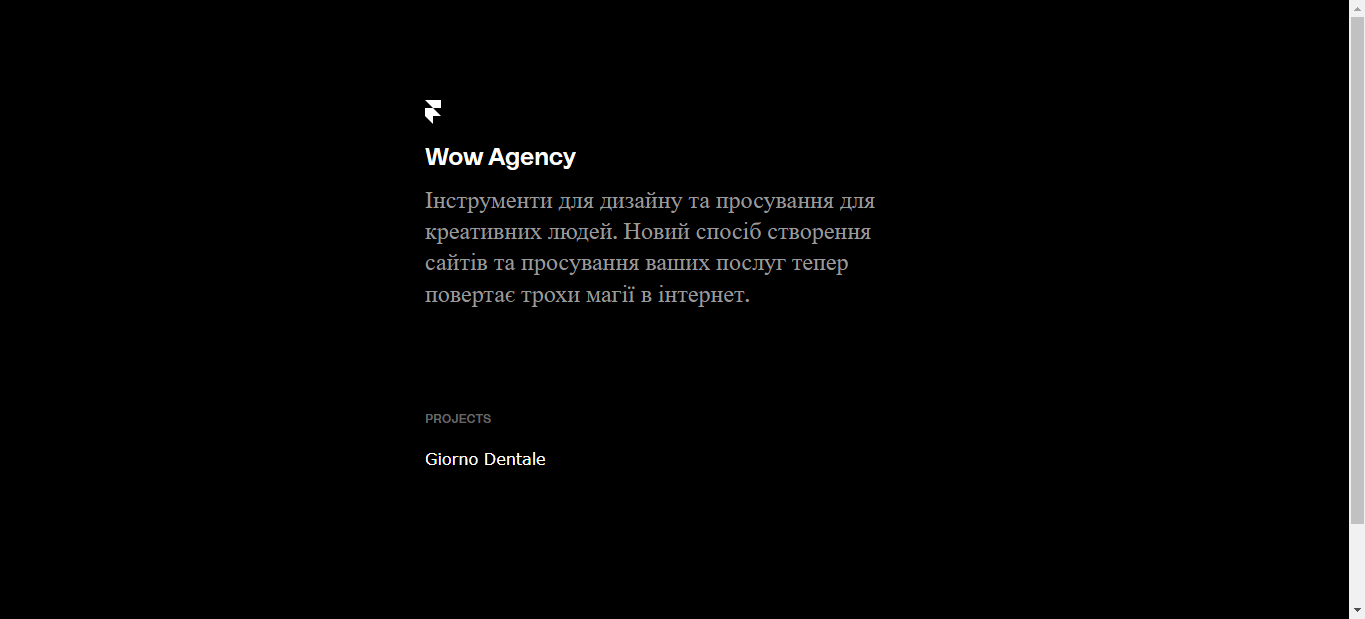 Wow Agency
Інструменти для дизайну та просування для
креативних людей. Новий спосіб створення
сайтів та просування ваших послуг тепер
повертає трохи магії в інтернет.
PROJECTS
Giorno Dentale